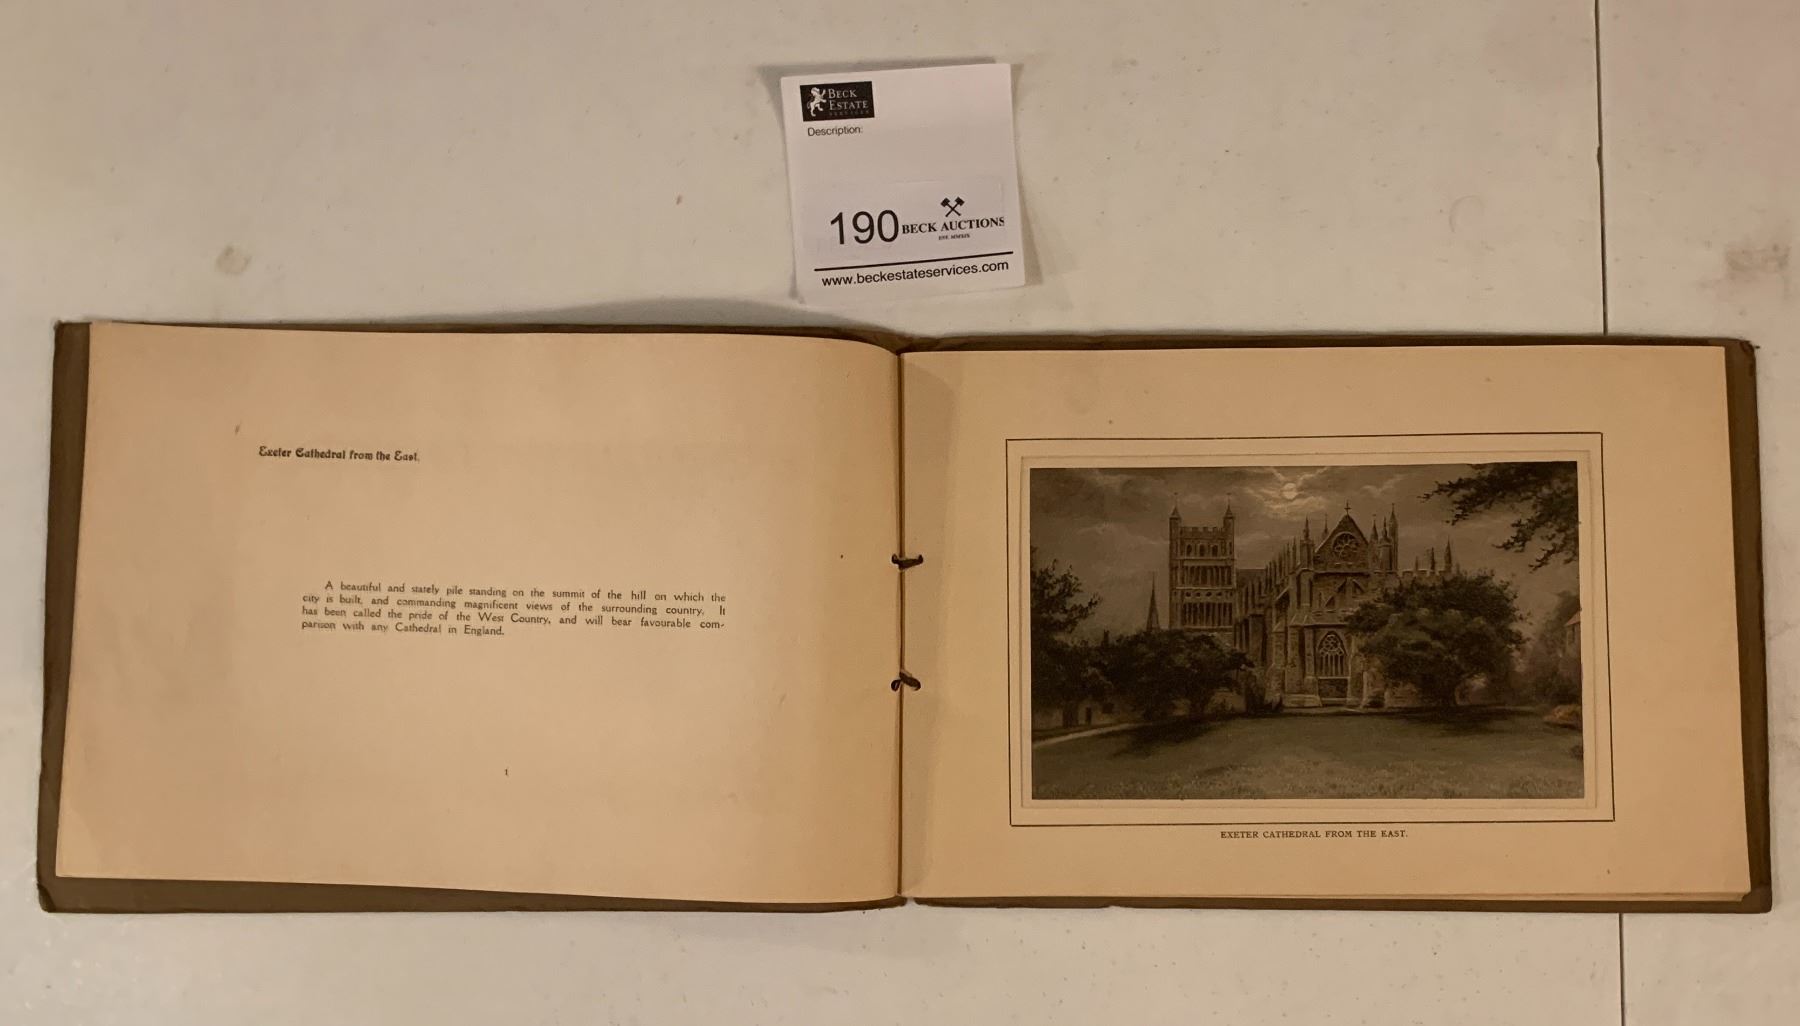 BECK
ESTATE
SERVICES
Description:
190
BECK AUCTIONS
EST. MMXIX
www.beckestateservices.com
Exeter Cathedral from the East.
A beautiful and stately pile standing on the summit of the hill on which the
city is built, and commanding magnificent views of the surrounding country. It
has been called the pride of the West Country, and will bear favourable com-
parison with any Cathedral in England.
1
EXETER CATHEDRAL FROM THE EAST.